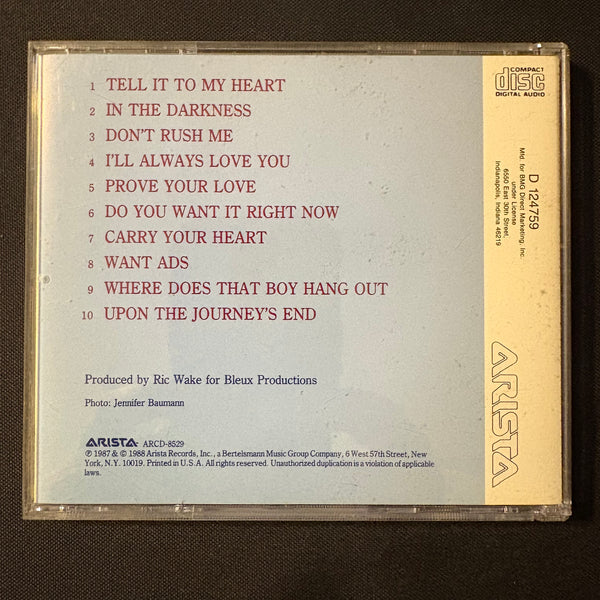 1 TELL IT TO MY HEART
2 IN THE DARKNESS
3 DON'T RUSH ME
4 I'LL ALWAYS LOVE YOU
5 PROVE YOUR LOVE
6 DO YOU WANT IT RIGHT NOW
7 CARRY YOUR HEART
8 WANT ADS
9 WHERE DOES THAT BOY HANG OUT
10 UPON THE JOURNEY'S END
Produced by Ric Wake for Bleux Productions
Photo: Jennifer Baumann
ARISTA ARCD-8529
℗ 1987 & © 1988 Arista Records, Inc., a Bertelsmann Music Group Company, 6 West 57th Street, New
York, N.Y. 10019. Printed in U.S.A. All rights reserved. Unauthorized duplication is a violation of applicable
laws.
COMPACT
disc
DIGITAL AUDIO
D 124759
Mfd. for BMG Direct Marketing, Inc.
under License
6550 East 30th Street,
Indianapolis, Indiana 46219
ARISTA